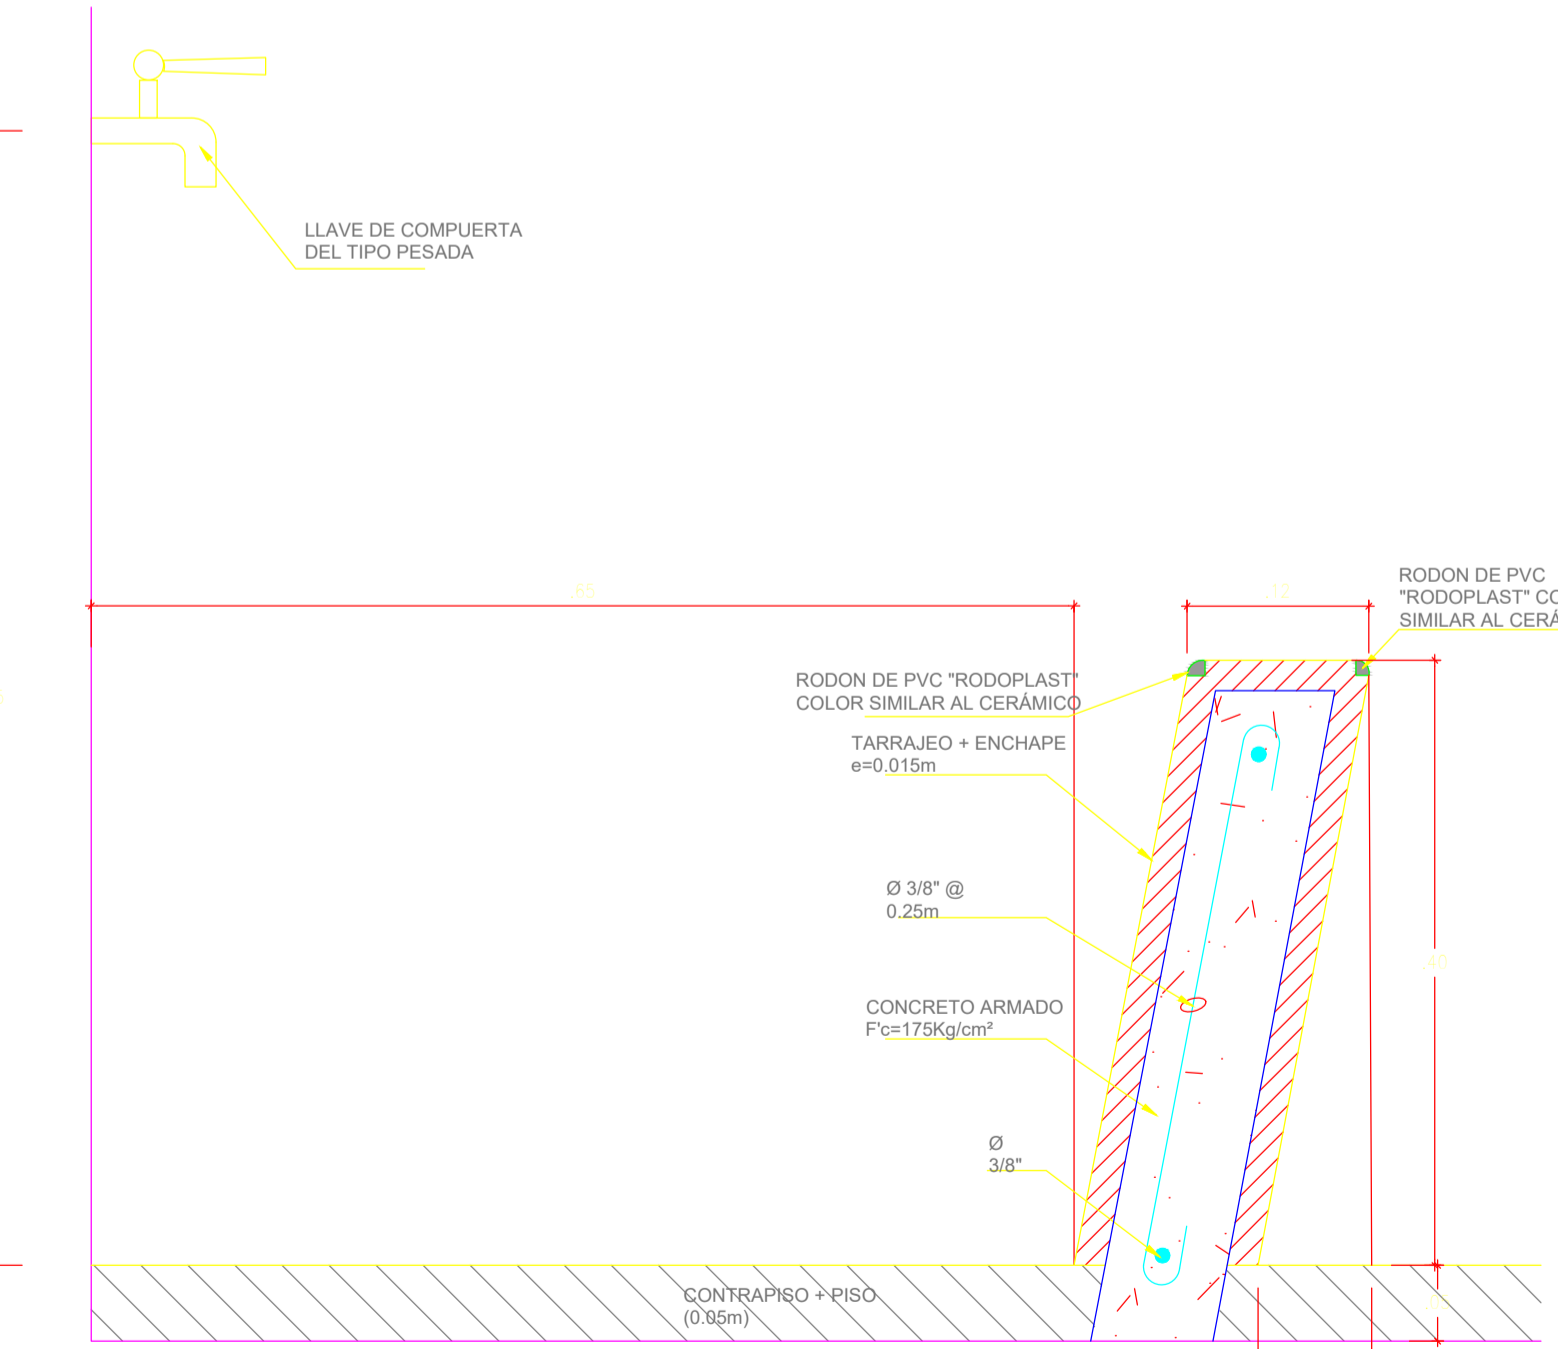 LLAVE DE COMPUERTA
DEL TIPO PESADA
.65
.12
RODON DE PVC
"RODOPLAST" CO
SIMILAR AL CERÁ
RODON DE PVC "RODOPLAST"
COLOR SIMILAR AL CERÁMICO
TARRAJEO + ENCHAPE
e=0.015m
Ø 3/8" @
0.25m
.40
CONCRETO ARMADO
F'c=175Kg/cm²
Ø
3/8"
CONTRAPISO + PISO
(0.05m)